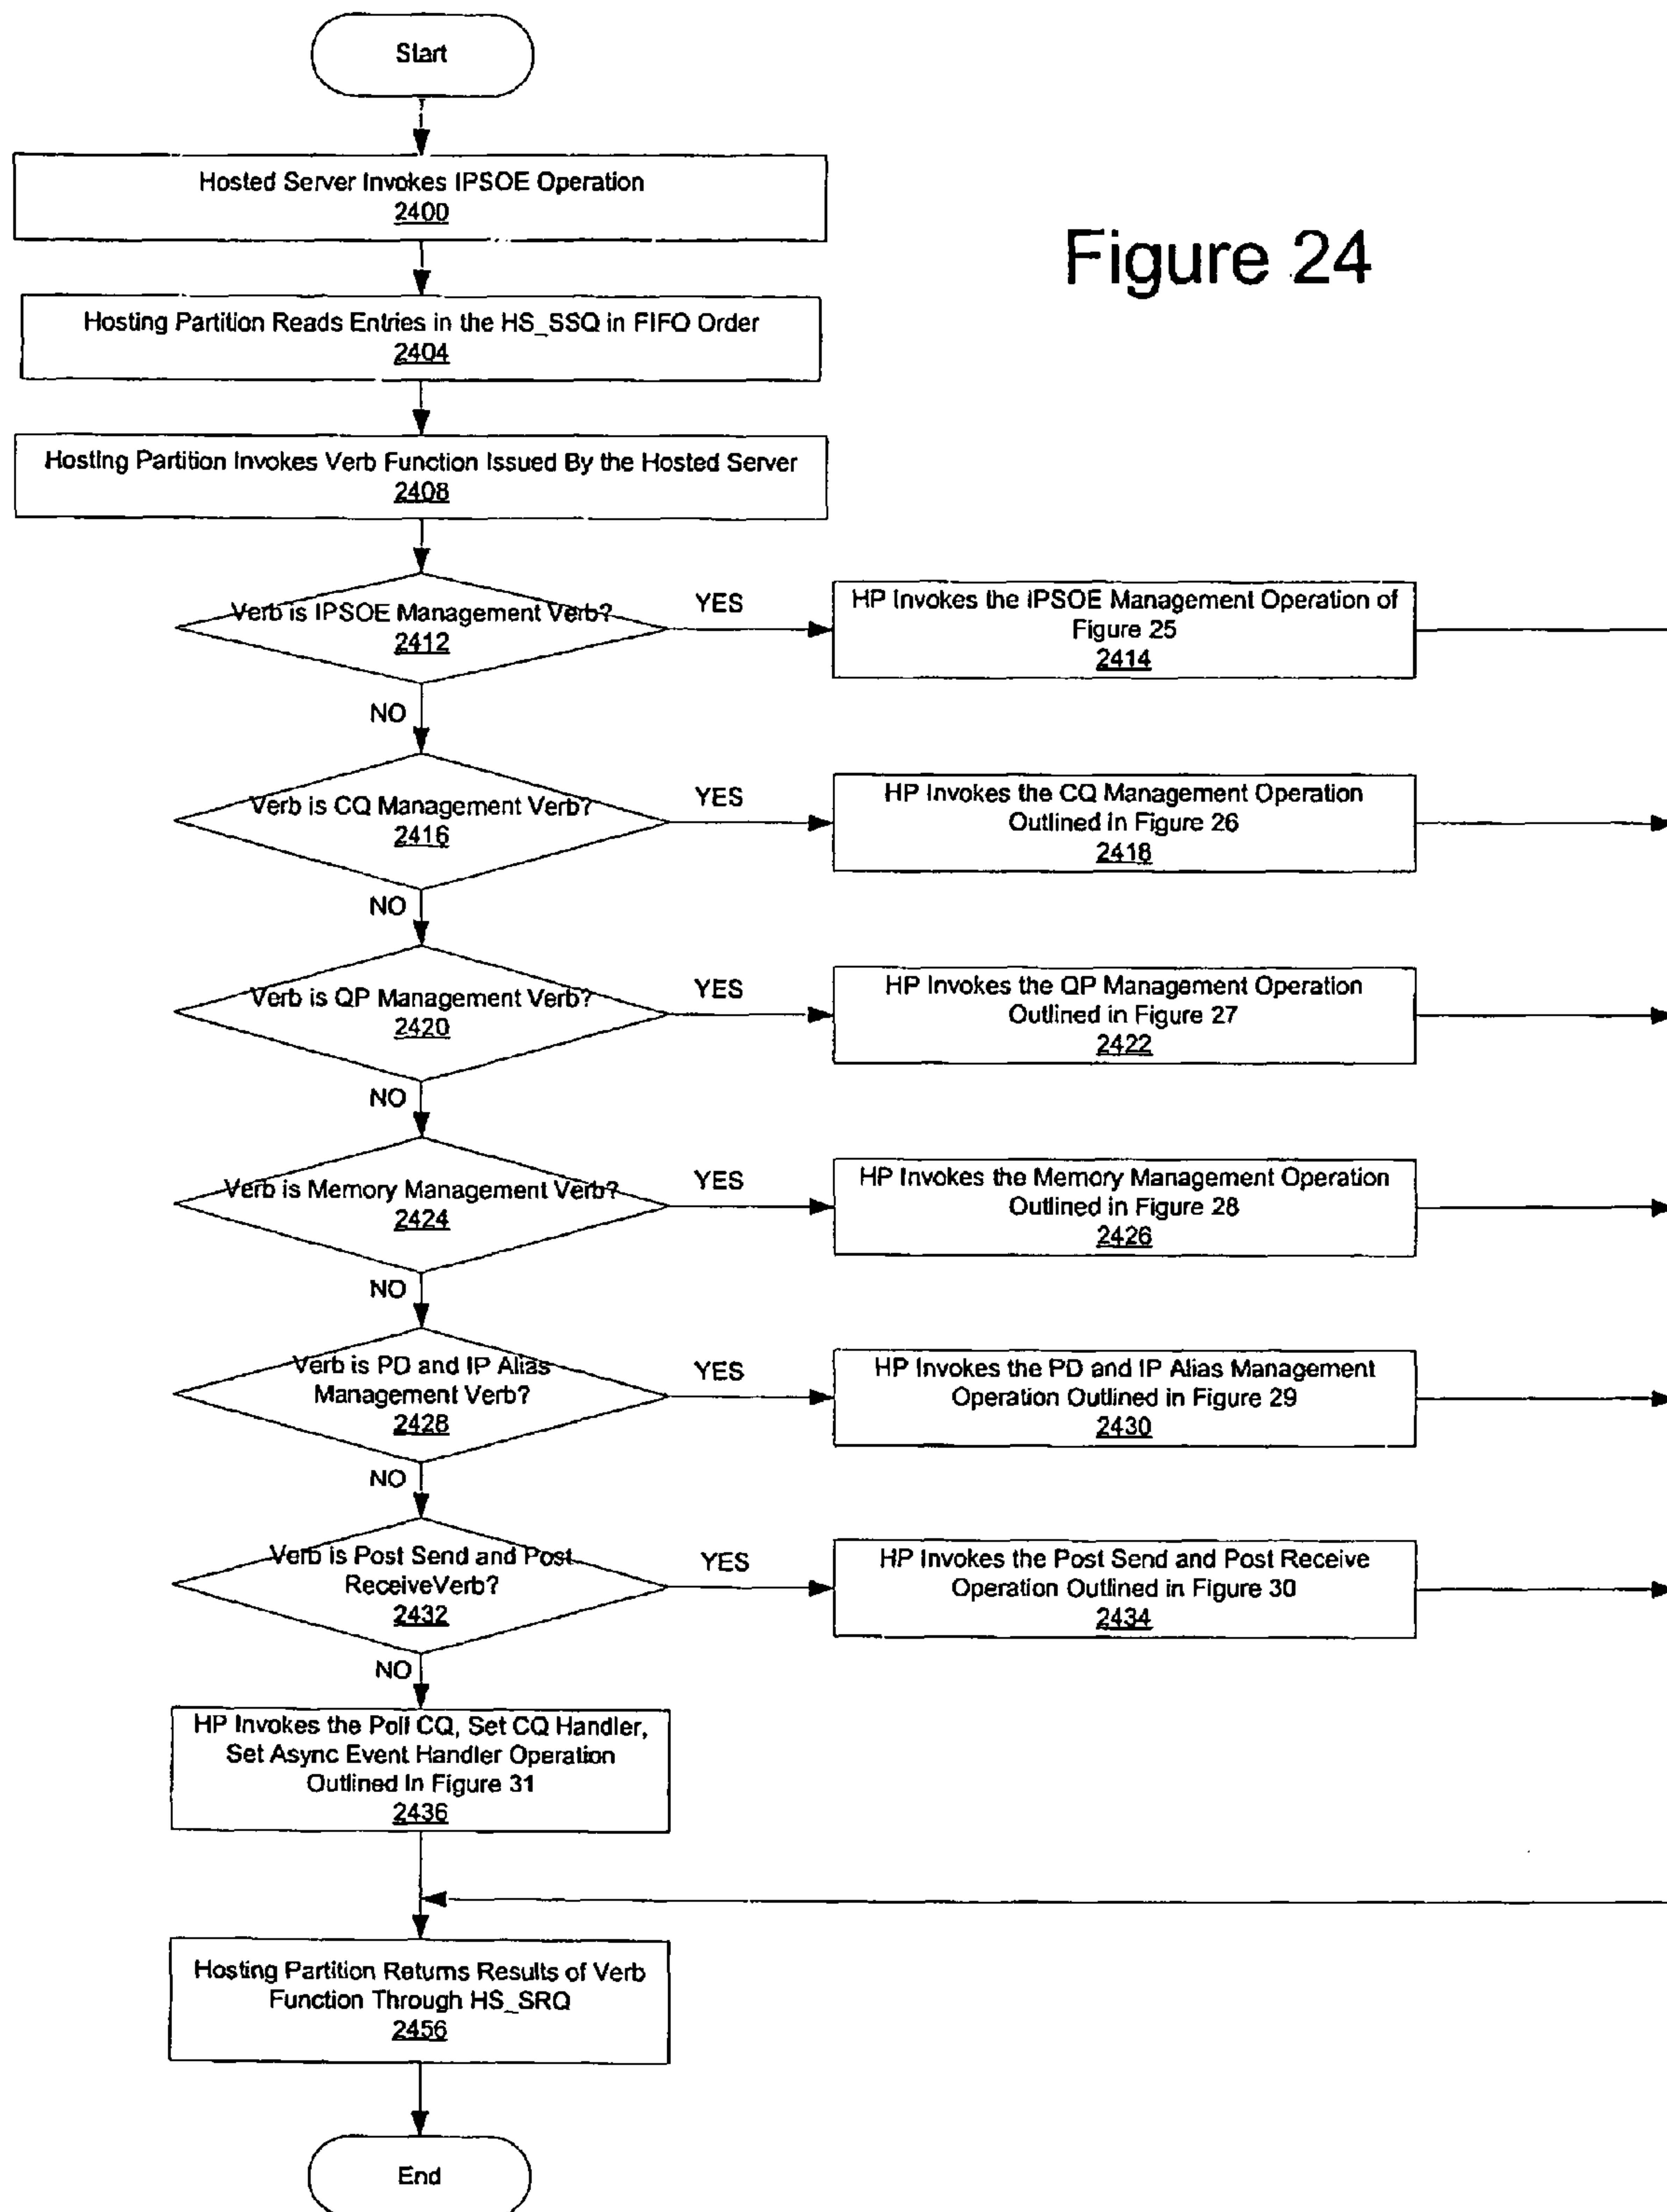 Start
Hosted Server Invokes IPSOE Operation
2400
Figure 24
Hosting Partition Reads Entries in the HS_SSQ in FIFO Order
2404
Hosting Partition Invokes Verb Function Issued By the Hosted Server
2408
Verb is IPSOE Management Verb?
2412
YES
HP Invokes the IPSOE Management Operation of
Figure 25
2414
NO
Verb is CQ Management Verb?
2416
YES
HP Invokes the CQ Management Operation
Outlined in Figure 26
2418
NO
Verb is QP Management Verb?
2420
YES
HP Invokes the QP Management Operation
Outlined in Figure 27
2422
NO
Verb is Memory Management Verb?
2424
YES
HP Invokes the Memory Management Operation
Outlined in Figure 28
2426
NO
Verb is PD and IP Alias
Management Verb?
2428
YES
HP Invokes the PD and IP Alias Management
Operation Outlined in Figure 29
2430
NO
Verb is Post Send and Post
ReceiveVerb?
2432
YES
HP Invokes the Post Send and Post Receive
Operation Outlined in Figure 30
2434
NO
HP Invokes the Poll CQ, Set CQ Handler,
Set Async Event Handler Operation
Outlined In Figure 31
2436
Hosting Partition Returns Results of Verb
Function Through HS_SRQ
2456
End